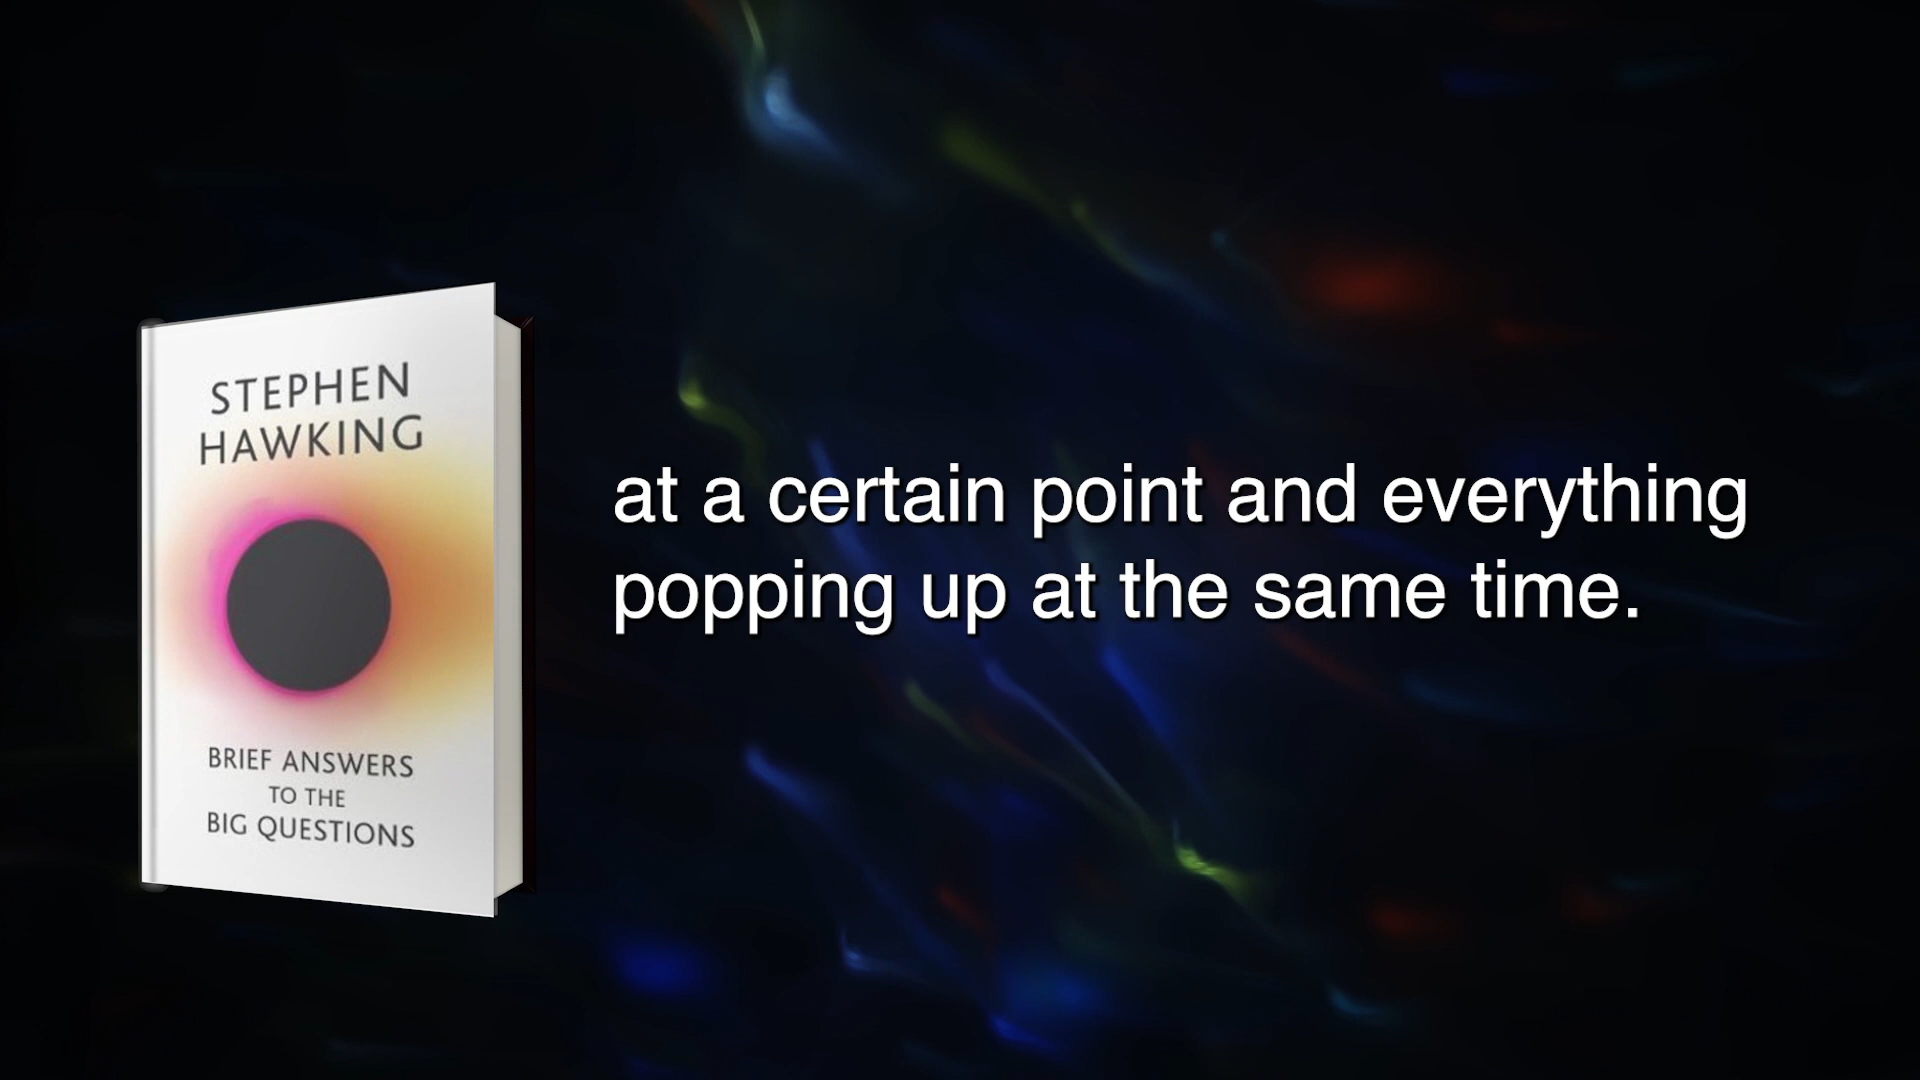 STEPHEN
HAWKING
BRIEF ANSWERS
TO THE
BIG QUESTIONS
at a certain point and everything
popping up at the same time.